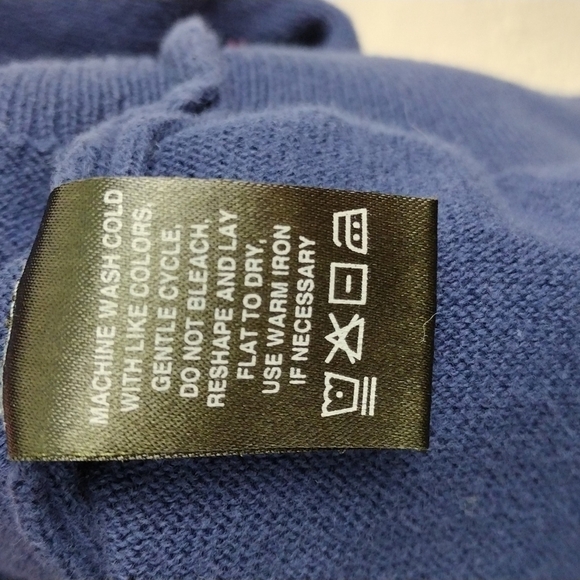 MACHINE WASH COLD
WITH LIKE COLORS,
GENTLE CYCLE,
DO NOT BLEACH,
RESHAPE AND LAY
FLAT TO DRY,
USE WARM IRON
IF NECESSARY